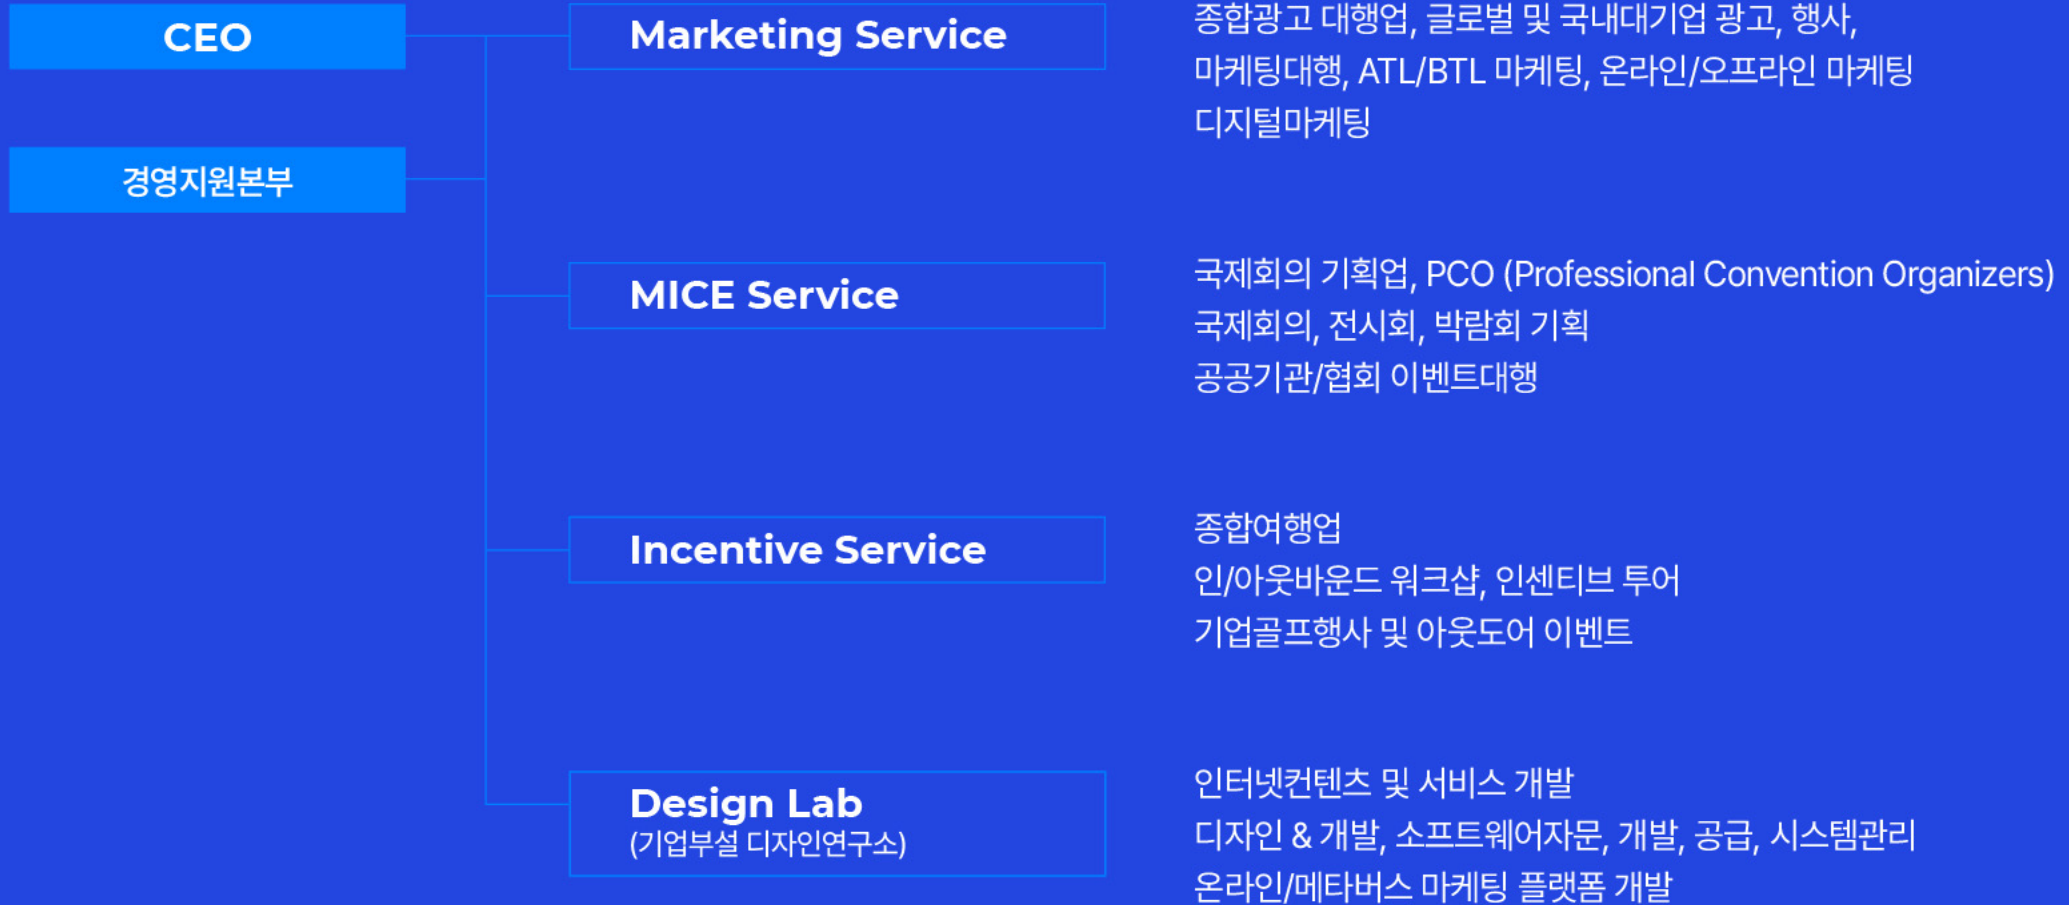 CEO
경영지원본부
Marketing Service
종합광고 대행업, 글로벌 및 국내대기업 광고, 행사,
마케팅대행, ATL/BTL 마케팅, 온라인/오프라인 마케팅
디지털마케팅
MICE Service
국제회의 기획업, PCO (Professional Convention Organizers)
국제회의, 전시회, 박람회 기획
공공기관/협회 이벤트대행
Incentive Service
종합여행업
인/아웃바운드 워크샵, 인센티브 투어
기업골프행사 및 아웃도어 이벤트
Design Lab
(기업부설 디자인연구소)
인터넷컨텐츠 및 서비스 개발
디자인 & 개발, 소프트웨어자문, 개발, 공급, 시스템관리
온라인/메타버스 마케팅 플랫폼 개발